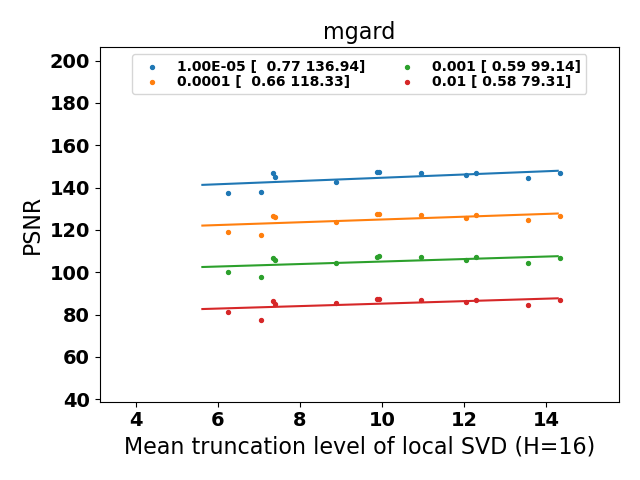 mgard
1.00E-05 [  0.77 136.94]
0.0001 [  0.66 118.33]
0.001 [ 0.59 99.14]
0.01 [ 0.58 79.31]
200
180
160
140
120
100
80
60
40
PSNR
4 6 8 10 12 14
Mean truncation level of local SVD (H=16)